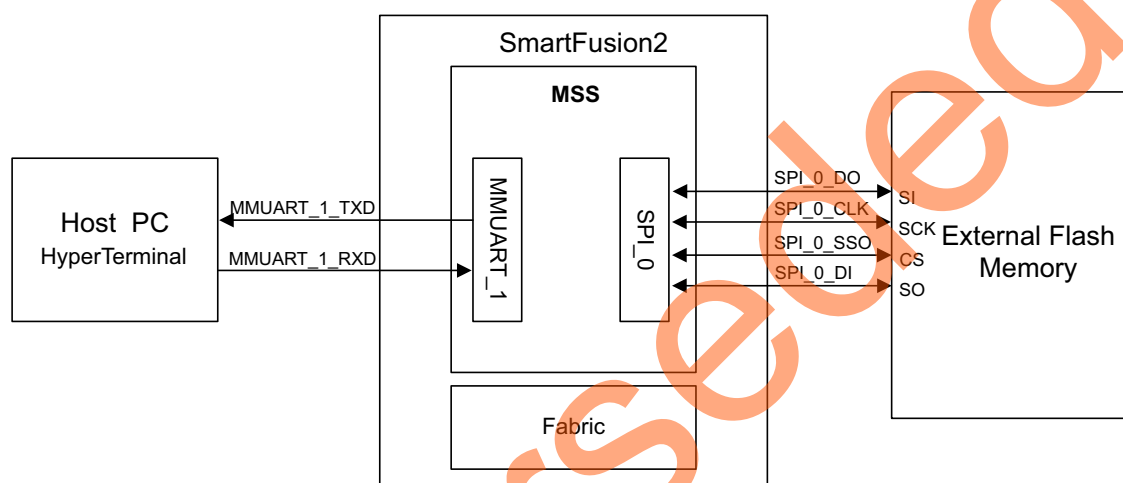 SmartFusion2
MSS
Host PC
HyperTerminal
MMUART_1_TXD
MMUART_1_RXD
MMUART_1
SPI_0
SPI_0_DO
SPI_0_CLK
SPI_0_SSO
SPI_0_DI
SI
SCK
CS
SO
External Flash
Memory
Fabric
rseded